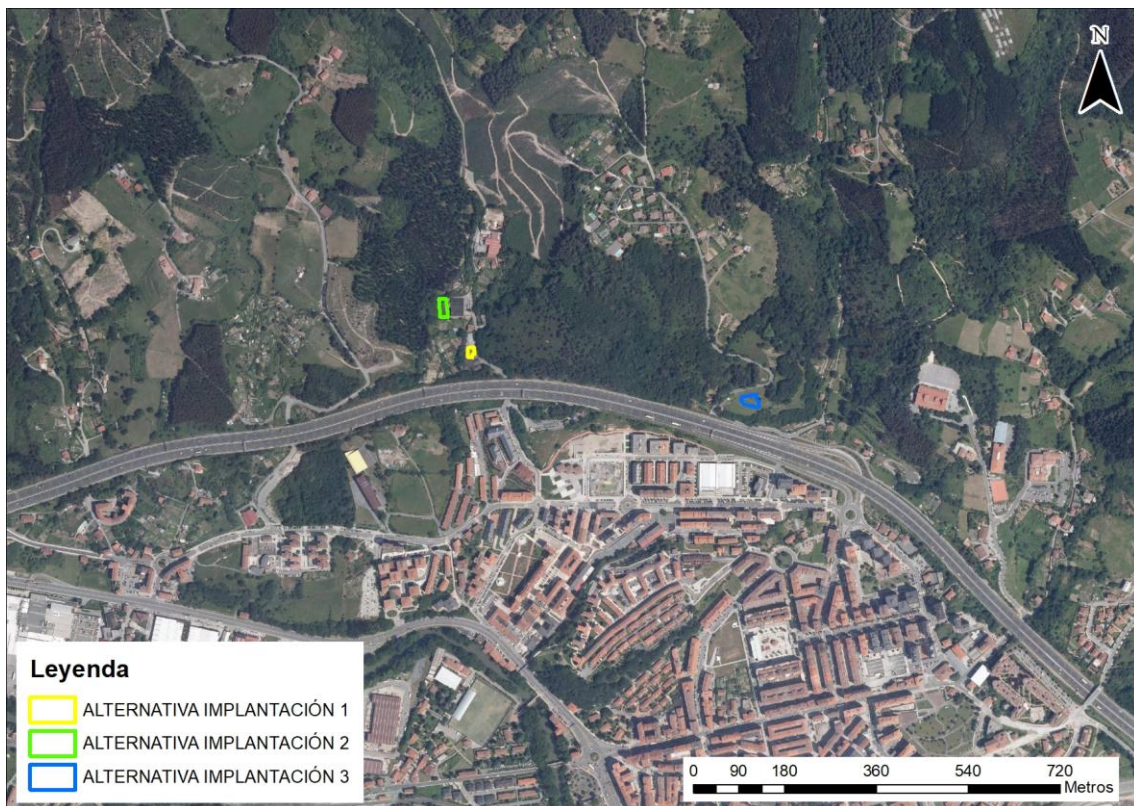 N
Leyenda
ALTERNATIVA IMPLANTACIÓN 1
ALTERNATIVA IMPLANTACIÓN 2
ALTERNATIVA IMPLANTACIÓN 3
0 90 180 360 540 720
Metros